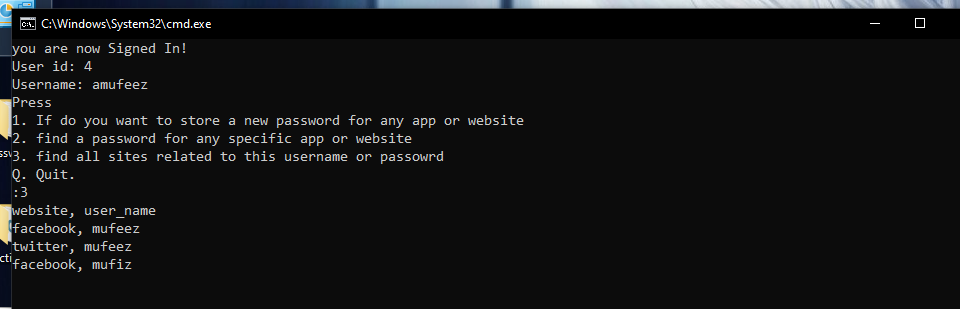 C:\Windows\System32\cmd.exe
you are now Signed In!
User id: 4
Username: amufeez
Press
1. If do you want to store a new password for any app or website
2. find a password for any specific app or website
3. find all sites related to this username or passowrd
Q. Quit.
:3
website, user_name
facebook, mufeez
twitter, mufeez
facebook, mufiz